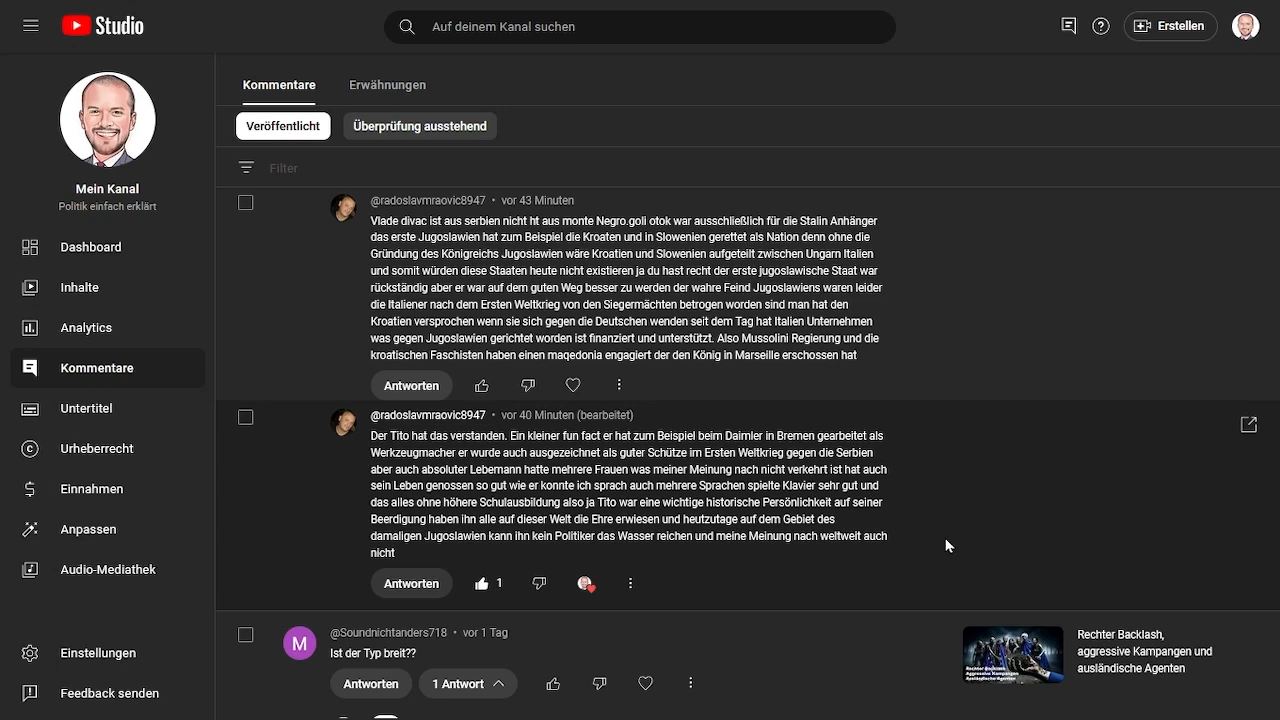 Studio
Auf deinem Kanal suchen
Erstellen
Mein Kanal
Politik einfach erklärt
Dashboard
Inhalte
Analytics
Kommentare
Untertitel
Urheberrecht
Einnahmen
Anpassen
Audio-Mediathek
Einstellungen
Feedback senden
Kommentare
Erwähnungen
Veröffentlicht
Überprüfung ausstehend
Filter
@radoslavmraovic8947 • vor 43 Minuten
Vlade divac ist aus serbien nicht ht aus monte Negro.goli otok war ausschließlich für die Stalin Anhänger
das erste Jugoslawien hat zum Beispiel die Kroaten und in Slowenien gerettet als Nation denn ohne die
Gründung des Königreichs Jugoslawien wäre Kroatien und Slowenien aufgeteilt zwischen Ungarn Italien
und somit würden diese Staaten heute nicht existieren ja du hast recht der erste jugoslawische Staat war
rückständig aber er war auf dem guten Weg besser zu werden der wahre Feind Jugoslawiens waren leider
die Italiener nach dem Ersten Weltkrieg von den Siegermächten betrogen worden sind man hat den
Kroatien versprochen wenn sie sich gegen die Deutschen wenden seit dem Tag hat Italien Unternehmen
was gegen Jugoslawien gerichtet worden ist finanziert und unterstützt. Also Mussolini Regierung und die
kroatischen Faschisten haben einen maqedonia engagiert der den König in Marseille erschossen hat
Antworten
@radoslavmraovic8947 • vor 40 Minuten (bearbeitet)
Der Tito hat das verstanden. Ein kleiner fun fact er hat zum Beispiel beim Daimler in Bremen gearbeitet als
Werkzeugmacher er wurde auch ausgezeichnet als guter Schütze im Ersten Weltkrieg gegen die Serbien
aber auch absoluter Lebemann hatte mehrere Frauen was meiner Meinung nach nicht verkehrt ist hat auch
sein Leben genossen so gut wie er konnte ich sprach auch mehrere Sprachen spielte Klavier sehr gut und
das alles ohne höhere Schulausbildung also ja Tito war eine wichtige historische Persönlichkeit auf seiner
Beerdigung haben ihn alle auf dieser Welt die Ehre erwiesen und heutzutage auf dem Gebiet des
damaligen Jugoslawien kann ihn kein Politiker das Wasser reichen und meine Meinung nach weltweit auch
nicht
Antworten
1
M
@Soundnichtanders718 • vor 1 Tag
Ist der Typ breit??
Antworten
1 Antwort
Rechter Backlash,
Aggressive Kampagnen
Ausländische Agenten
Rechter Backlash,
aggressive Kampagnen und
ausländische Agenten